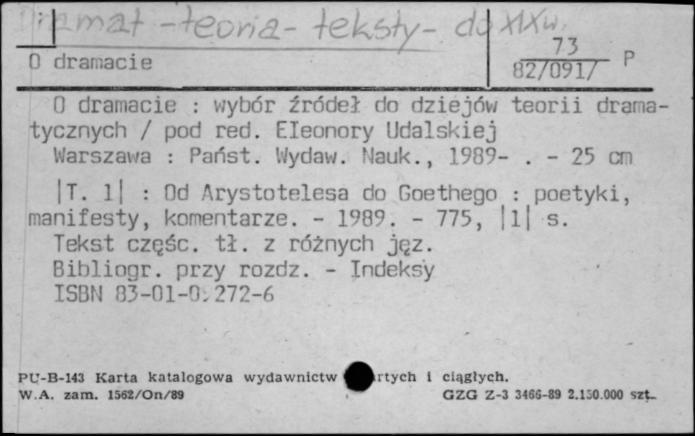 Dramat - teoria - teksty - do XIX w.
73
O dramacie
82/091/ P
O dramacie : wybór źródeł do dziejów teorii drama-
tycznych / pod red. Eleonory Udalskiej
Warszawa : Państ. Wydaw. Nauk., 1989- . - 25 cm
|T. 1| : Od Arystotelesa do Goethego : poetyki,
manifesty, komentarze. - 1989. - 775, |1| s.
Tekst częśc. tł. z różnych jęz.
Bibliogr. przy rozdz. - Indeksy
ISBN 83-01-0.272-6
PU-B-143 Karta katalogowa wydawnictw i ciągłych.
W.A. zam. 1562/On/89 GZG Z-3 3466-89 2.150.000 szt.